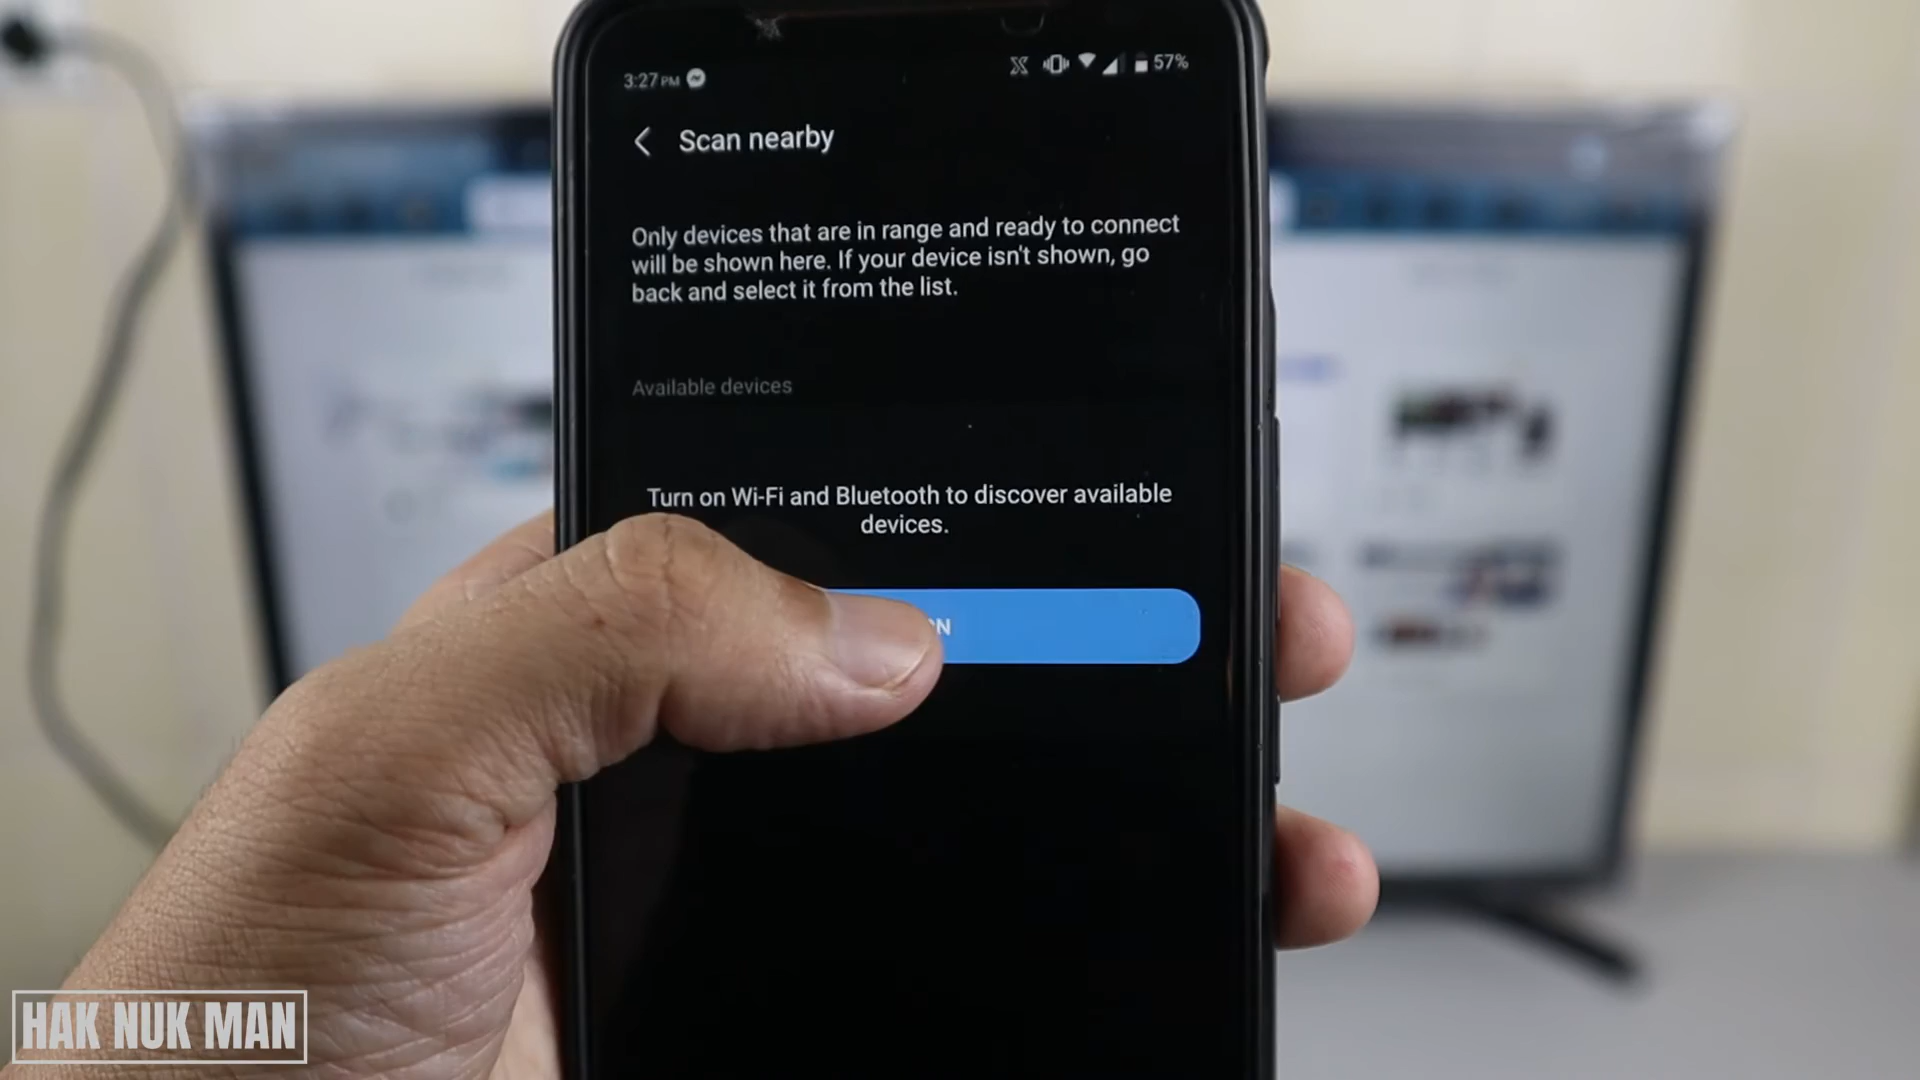 3:27 PM
57%
Scan nearby
Only devices that are in range and ready to connect
will be shown here. If your device isn't shown, go
back and select it from the list.
Available devices
Turn on Wi-Fi and Bluetooth to discover available
devices.
HAK NUK MAN